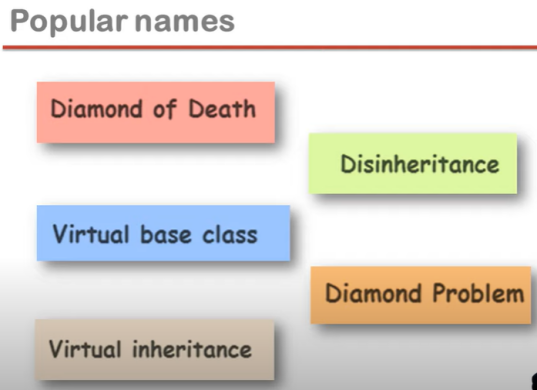 Popular names
Diamond of Death
Disinheritance
Virtual base class
Diamond Problem
Virtual inheritance